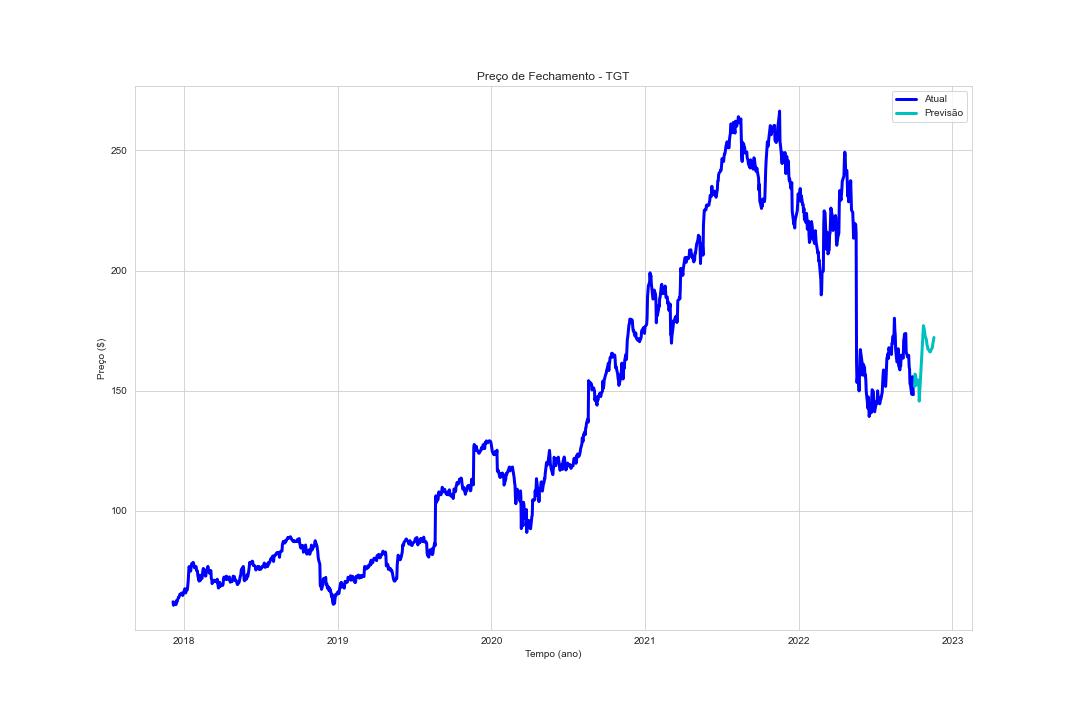 Preço de Fechamento - TGT
Atual
Previsão
250
200
150
100
Preço ($)
2018 2019 2020 2021 2022 2023
Tempo (ano)